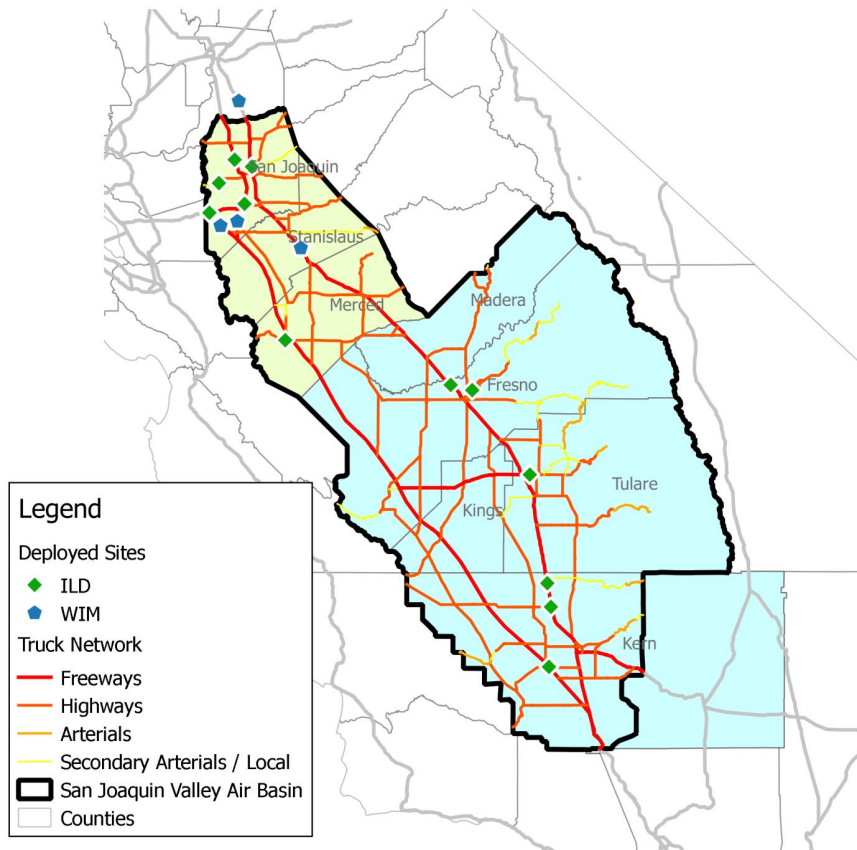 San Joaquin
Stanislaus
Merced
Madera
Fresno
Tulare
Kings
Kern
Legend
Deployed Sites
ILD
WIM
Truck Network
Freeways
Highways
Arterials
Secondary Arterials / Local
San Joaquin Valley Air Basin
Counties